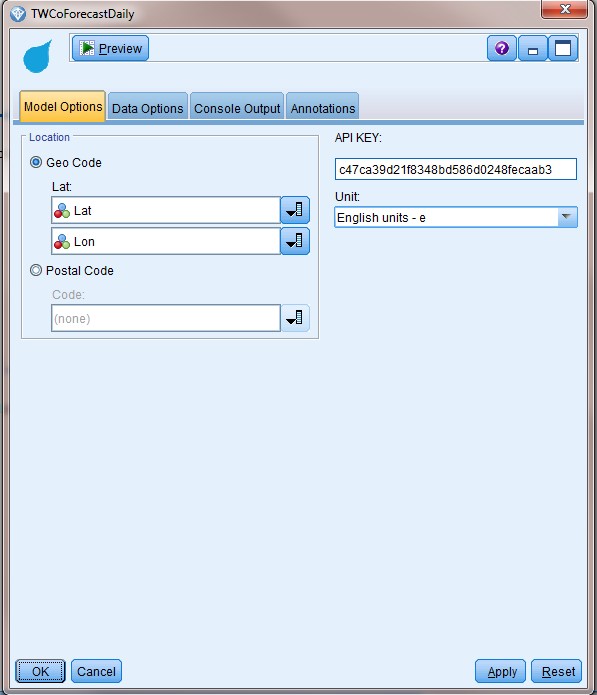 TWCoForecastDaily
Preview
Model Options
Data Options
Console Output
Annotations
Location
Geo Code
Lat:
Lat
Lon
Postal Code
Code:
(none)
API KEY:
c47ca39d21f8348bd586d0248fecaab3
Unit:
English units - e
OK
Cancel
Apply
Reset